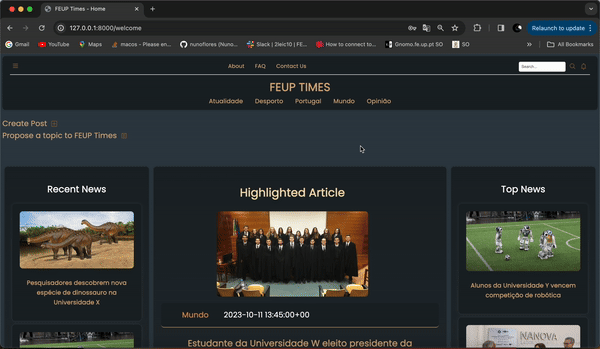 FEUP Times - Home
127.0.0.1:8000/welcome
Relaunch to update
Gmail
YouTube
Maps
macos - Please en...
nunoflores (Nuno...
Slack | 2leic10 | FE...
How to connect to...
Gnomo.fe.up.pt SO
SO
All Bookmarks
About FAQ Contact Us
Search...
FEUP TIMES
Atualidade Desporto Portugal Mundo Opinião
Create Post
Propose a topic to FEUP Times
Recent News
Pesquisadores descobrem nova
espécie de dinossauro na
Universidade X
Highlighted Article
Mundo 2023-10-11 13:45:00+00
Estudante da Universidade W eleito presidente da
Top News
Alunos da Universidade Y vencem
competição de robótica
NANOVA